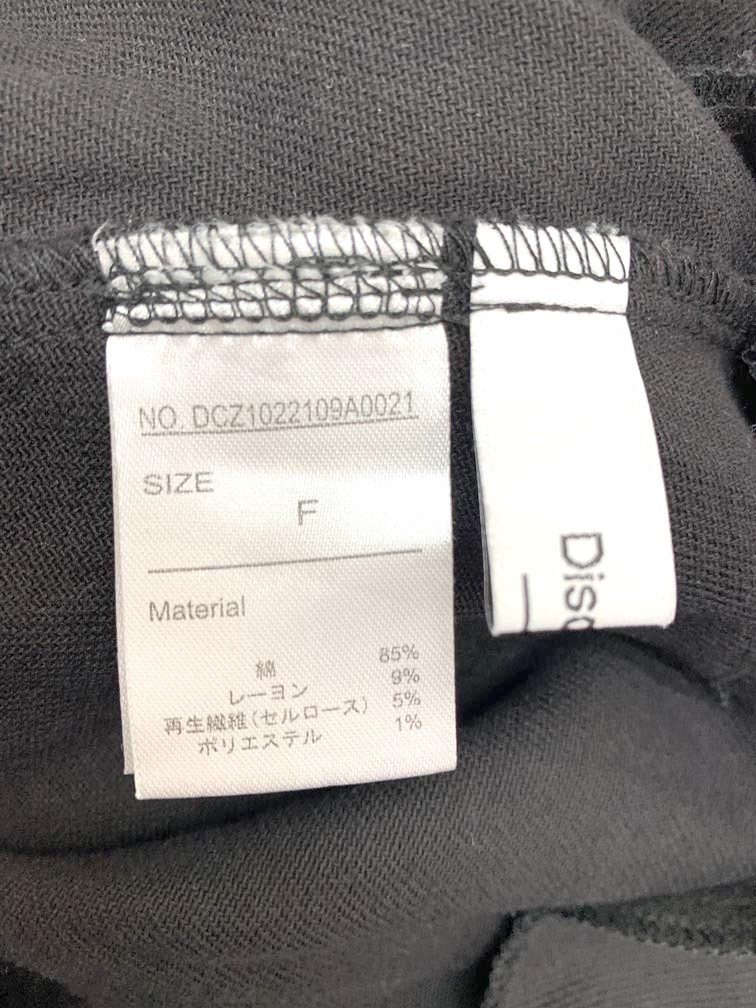 NO. DCZ1022109A0021
SIZE
F
Material
綿 85%
レーヨン 9%
再生繊維(セルロース) 5%
ポリエステル 1%